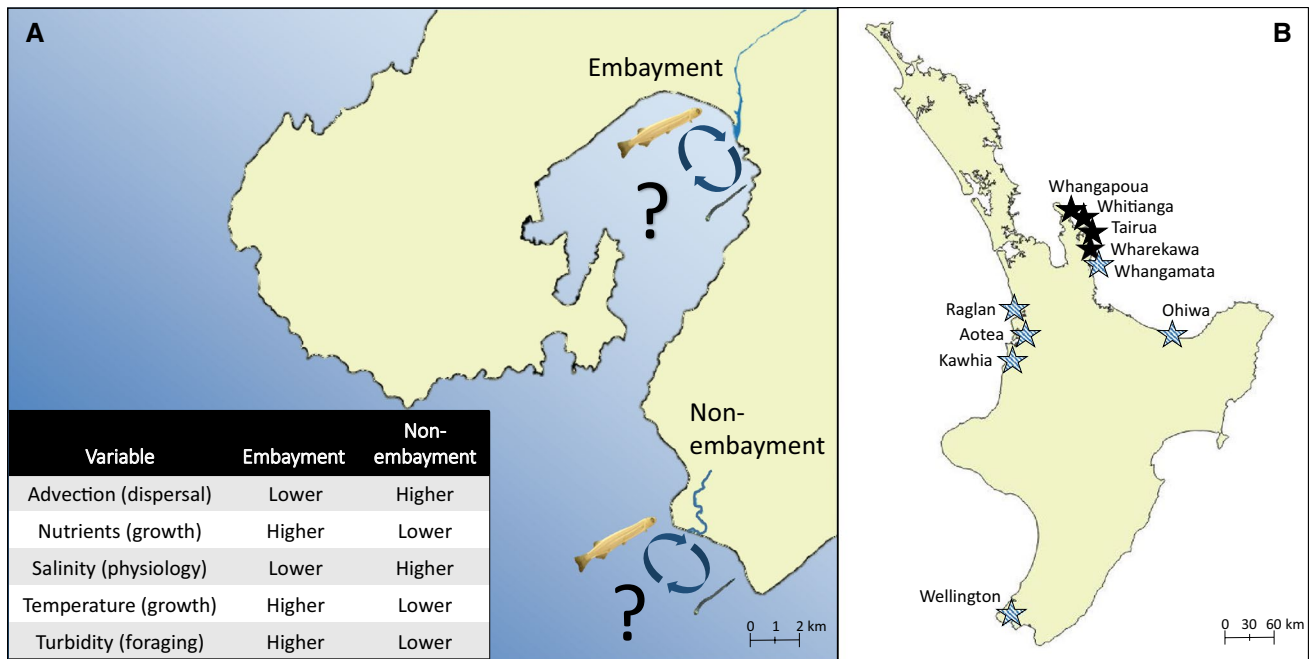 A
Embayment
?
Non-
embayment
?
Variable Embayment Non-
embayment
Advection (dispersal) Lower Higher
Nutrients (growth) Higher Lower
Salinity (physiology) Lower Higher
Temperature (growth) Higher Lower
Turbidity (foraging) Higher Lower
0 1 2 km
B
Whangapoua
Whitianga
Tairua
Wharekawa
Whangamata
Raglan
Ohiwa
Aotea
Kawhia
Wellington
0 30 60 km